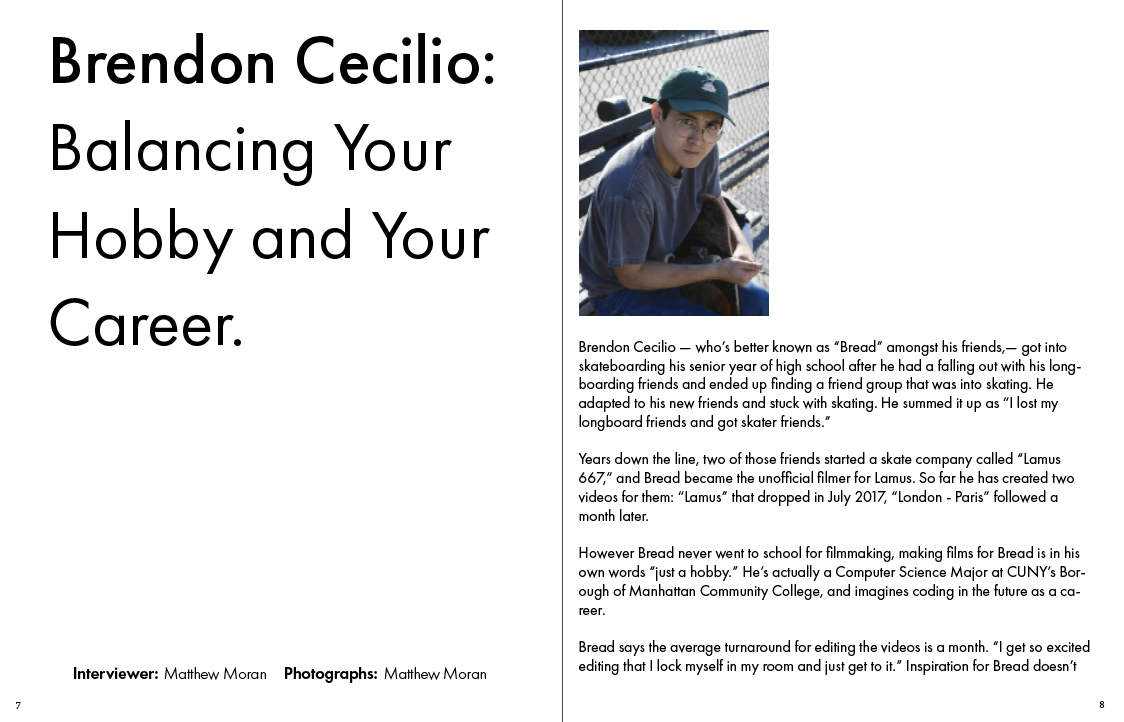 Brendon Cecilio:
Balancing Your
Hobby and Your
Career.
Interviewer: Matthew Moran Photographs: Matthew Moran
7
Brendon Cecilio — who’s better known as “Bread” amongst his friends,— got into
skateboarding his senior year of high school after he had a falling out with his long-
boarding friends and ended up finding a friend group that was into skating. He
adapted to his new friends and stuck with skating. He summed it up as “I lost my
longboard friends and got skater friends.”
Years down the line, two of those friends started a skate company called “Lamus
667,” and Bread became the unofficial filmer for Lamus. So far he has created two
videos for them: “Lamus” that dropped in July 2017, “London - Paris” followed a
month later.
However Bread never went to school for filmmaking, making films for Bread is in his
own words “just a hobby.” He’s actually a Computer Science Major at CUNY’s Bor-
ough of Manhattan Community College, and imagines coding in the future as a ca-
reer.
Bread says the average turnaround for editing the videos is a month. “I get so excited
editing that I lock myself in my room and just get to it.” Inspiration for Bread doesn’t
8